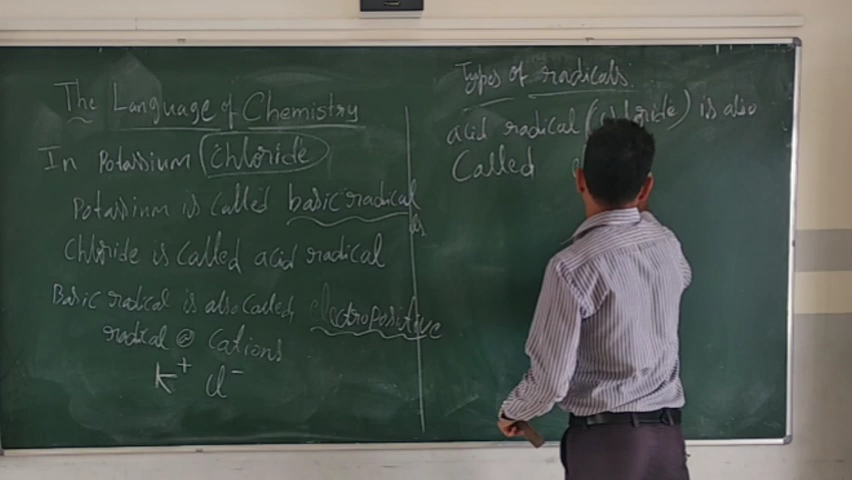 The Language of Chemistry
In Potassium (Chloride)
Potassium is called basic radical
Chloride is called acid radical
Basic radical is also called electropositive
radical @ cations
K+ Cl-
Types of radicals.
acid radical (chloride) is also
Called